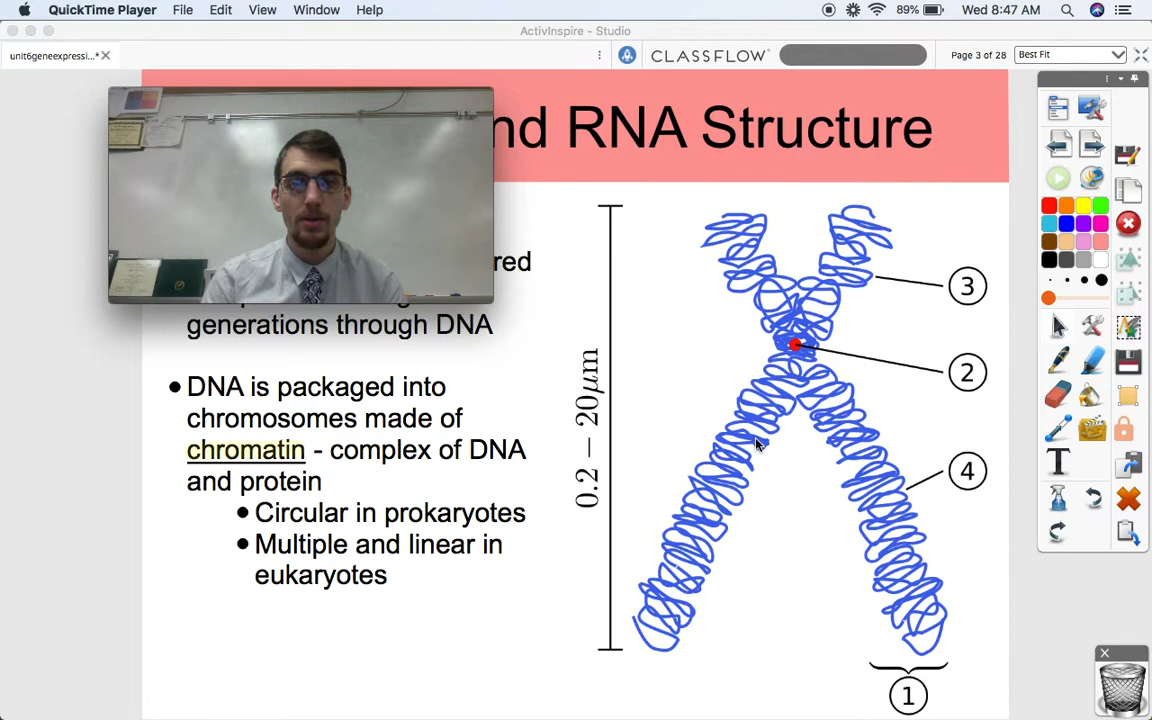 QuickTime Player File Edit View Window Help 89% Wed 8:47 AM
ActivInspire - Studio
unit6geneexpressi...* CLASSFLOW Page 3 of 28 Best Fit
nd RNA Structure
red
generations through DNA
• DNA is packaged into
chromosomes made of
chromatin - complex of DNA
and protein
• Circular in prokaryotes
• Multiple and linear in
eukaryotes
0.2 − 20μm
3
2
4
1
T